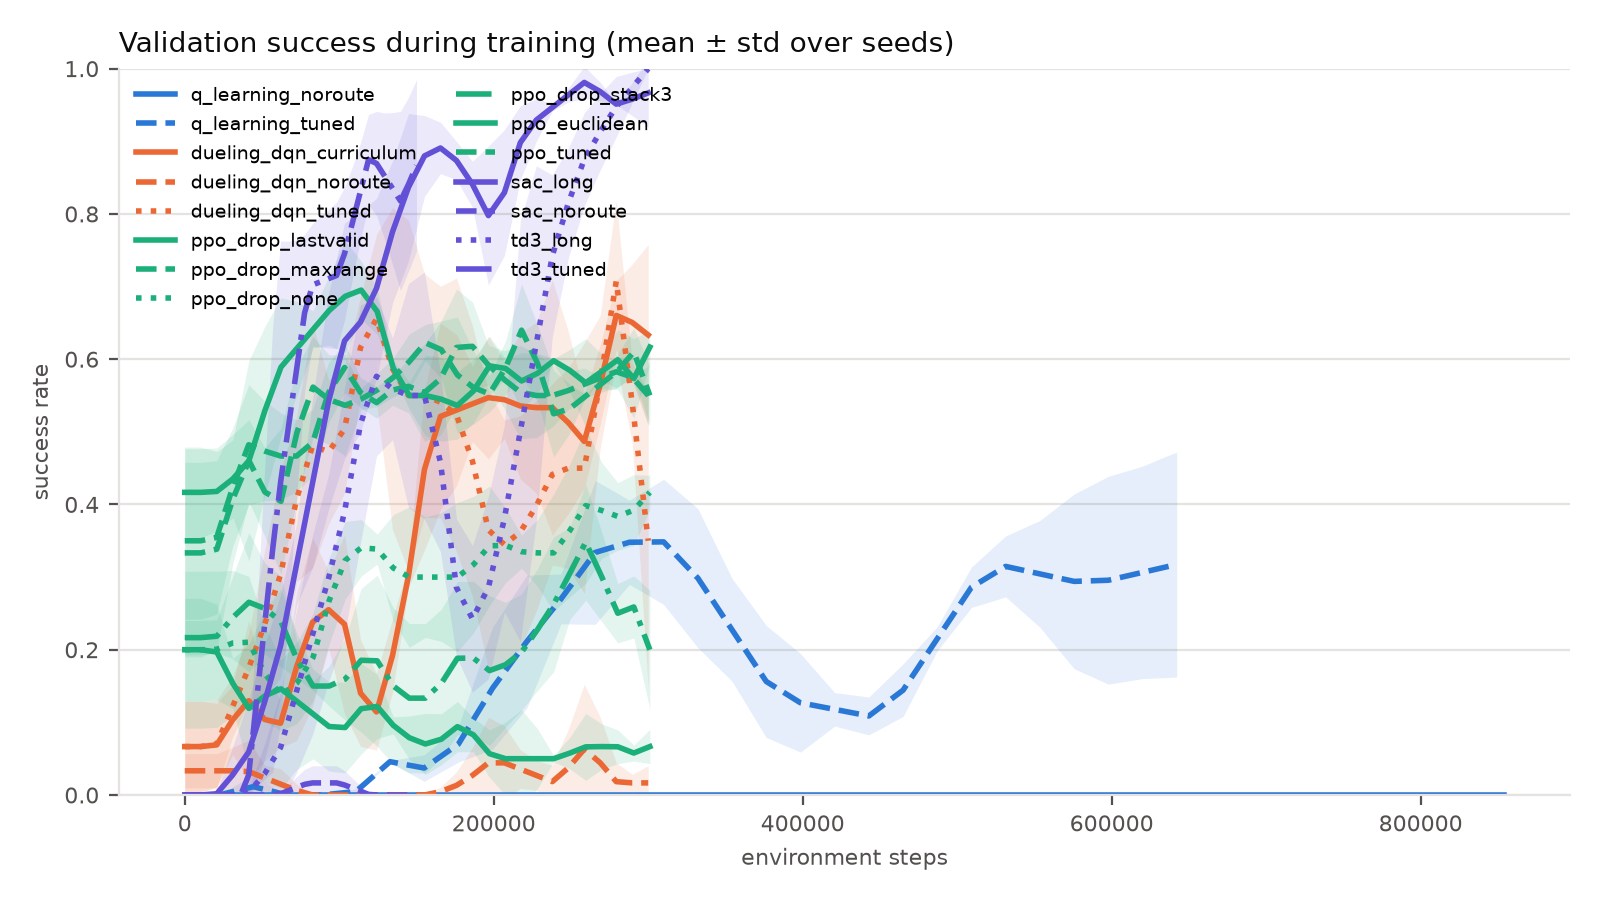 Validation success during training (mean ± std over seeds)
1.0
0.8
0.6
0.4
0.2
0.0
success rate
q_learning_noroute
q_learning_tuned
dueling_dqn_curriculum
dueling_dqn_noroute
dueling_dqn_tuned
ppo_drop_lastvalid
ppo_drop_maxrange
ppo_drop_none
ppo_drop_stack3
ppo_euclidean
ppo_tuned
sac_long
sac_noroute
td3_long
td3_tuned
0
200000
400000
600000
800000
environment steps